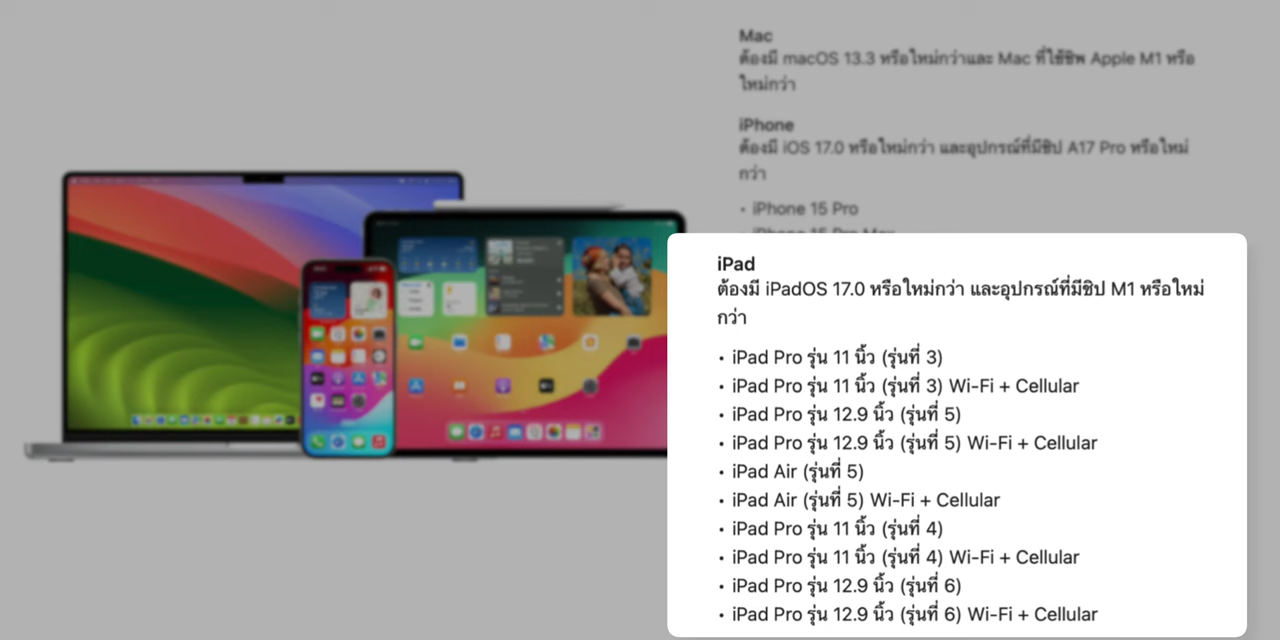 Mac
ต้องมี macOS 13.3 หรือใหม่กว่าและ Mac ที่ใช้ชิพ Apple M1 หรือ
ใหม่กว่า
iPhone
ต้องมี iOS 17.0 หรือใหม่กว่า และอุปกรณ์ที่มีชิป A17 Pro หรือใหม่
กว่า
• iPhone 15 Pro
• iPhone 15 Pro Max
iPad
ต้องมี iPadOS 17.0 หรือใหม่กว่า และอุปกรณ์ที่มีชิป M1 หรือใหม่
กว่า
• iPad Pro รุ่น 11 นิ้ว (รุ่นที่ 3)
• iPad Pro รุ่น 11 นิ้ว (รุ่นที่ 3) Wi-Fi + Cellular
• iPad Pro รุ่น 12.9 นิ้ว (รุ่นที่ 5)
• iPad Pro รุ่น 12.9 นิ้ว (รุ่นที่ 5) Wi-Fi + Cellular
• iPad Air (รุ่นที่ 5)
• iPad Air (รุ่นที่ 5) Wi-Fi + Cellular
• iPad Pro รุ่น 11 นิ้ว (รุ่นที่ 4)
• iPad Pro รุ่น 11 นิ้ว (รุ่นที่ 4) Wi-Fi + Cellular
• iPad Pro รุ่น 12.9 นิ้ว (รุ่นที่ 6)
• iPad Pro รุ่น 12.9 นิ้ว (รุ่นที่ 6) Wi-Fi + Cellular